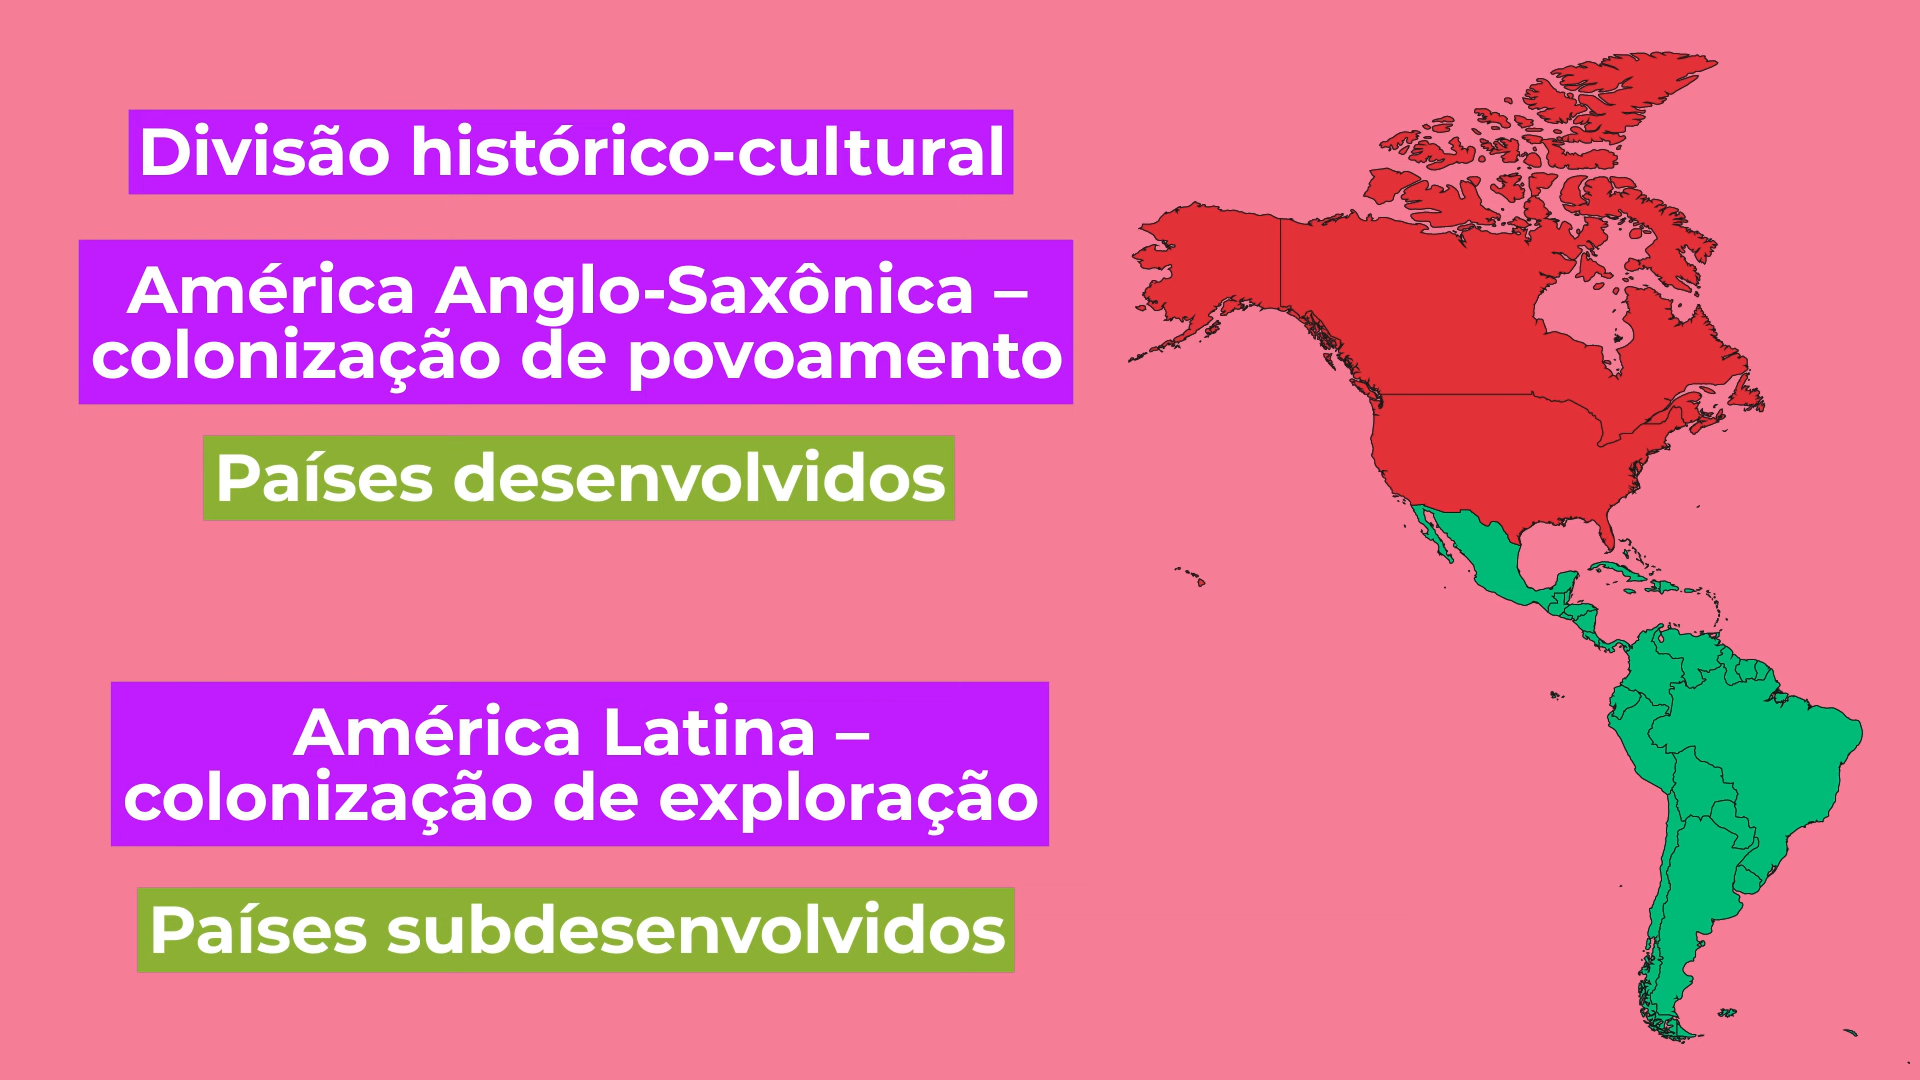 Divisão histórico-cultural
América Anglo-Saxônica –
colonização de povoamento
Países desenvolvidos
América Latina –
colonização de exploração
Países subdesenvolvidos